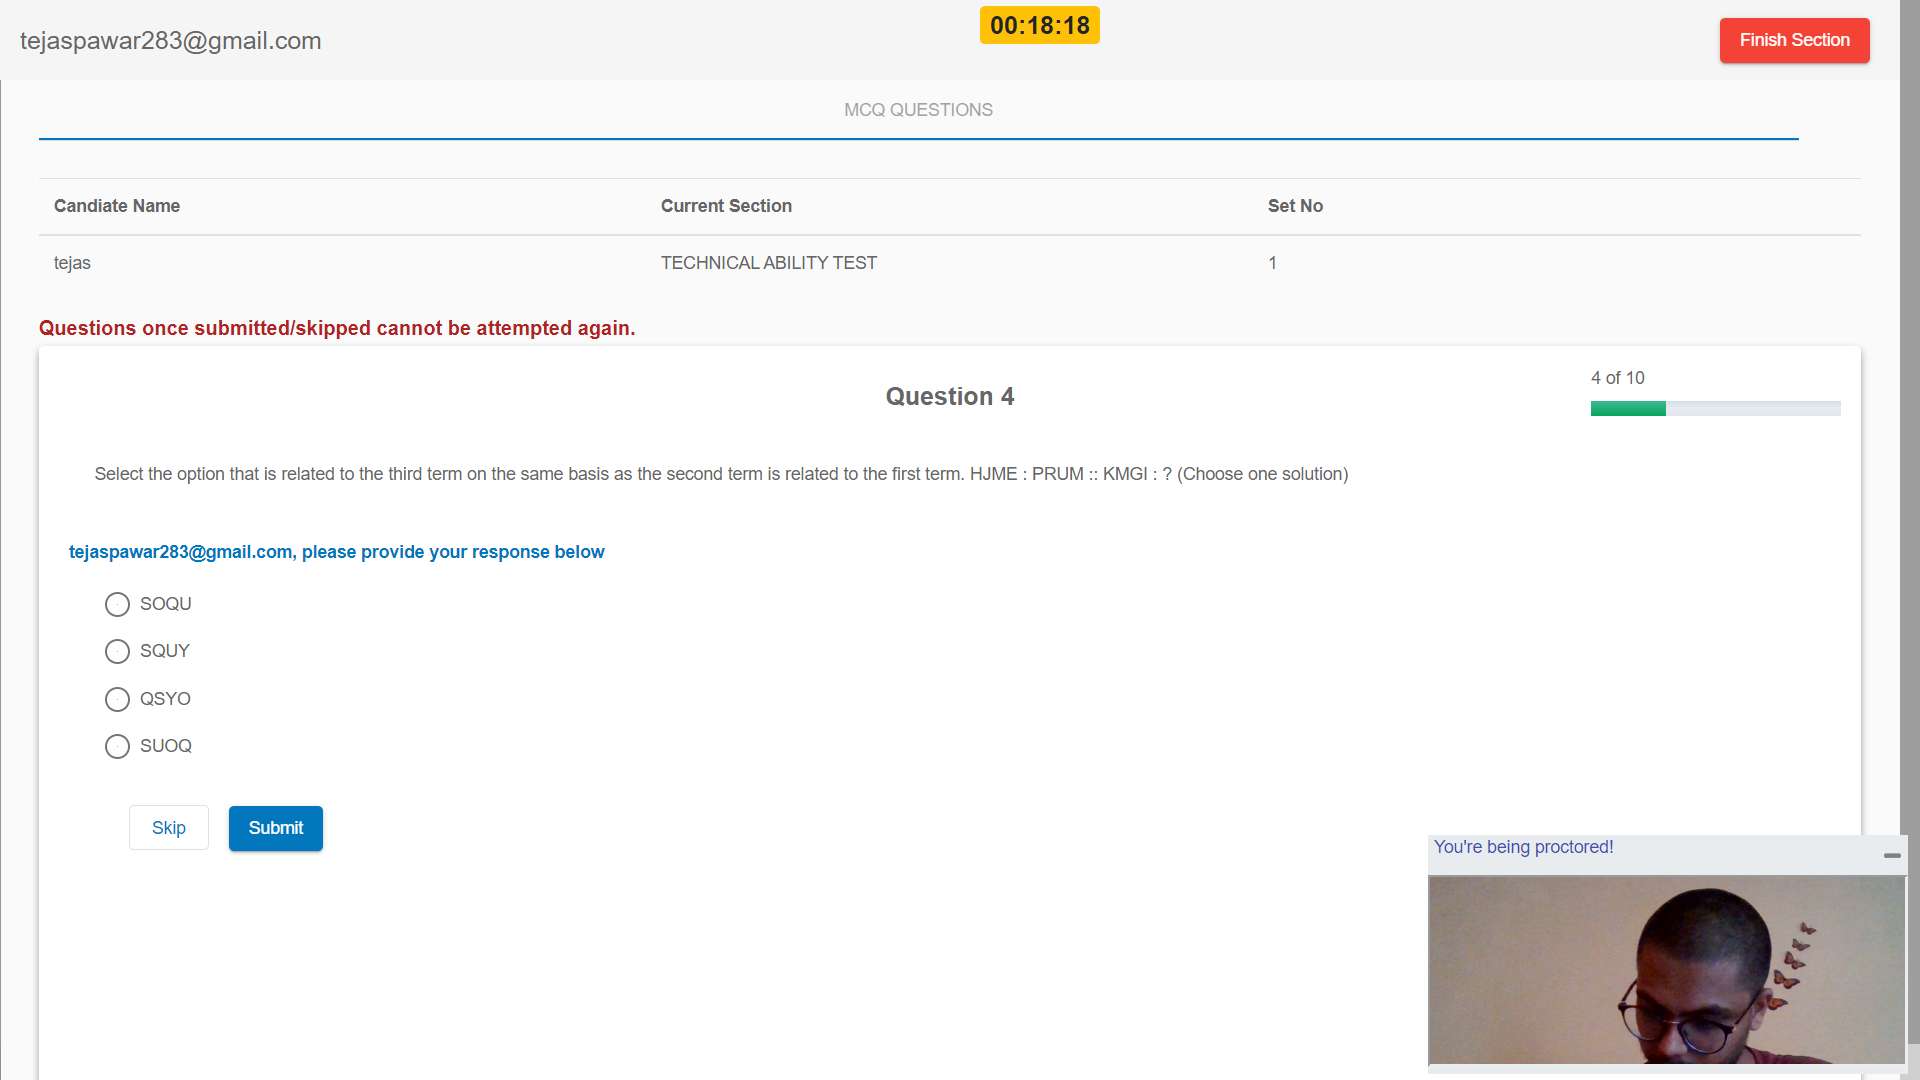 tejaspawar283@gmail.com
00:18:18
Finish Section
MCQ QUESTIONS
Candiate Name Current Section Set No
tejas TECHNICAL ABILITY TEST 1
Questions once submitted/skipped cannot be attempted again.
4 of 10
Question 4
Select the option that is related to the third term on the same basis as the second term is related to the first term. HJME : PRUM :: KMGI : ? (Choose one solution)
tejaspawar283@gmail.com, please provide your response below
SOQU
SQUY
QSYO
SUOQ
Skip Submit
You're being proctored!